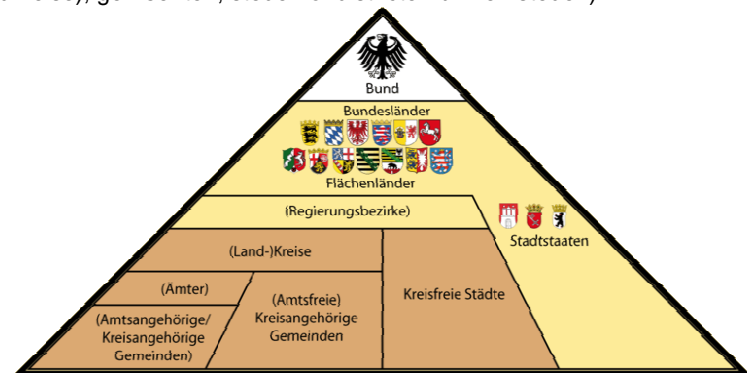 Bund
Bundesländer
Flächenländer
(Regierungsbezirke)
Stadtstaaten
(Land-)Kreise
Kreisfreie Städte
(Ämter)
(Amtsfreie)
Kreisangehörige
Gemeinden
(Amtsangehörige/
Kreisangehörige
Gemeinden)